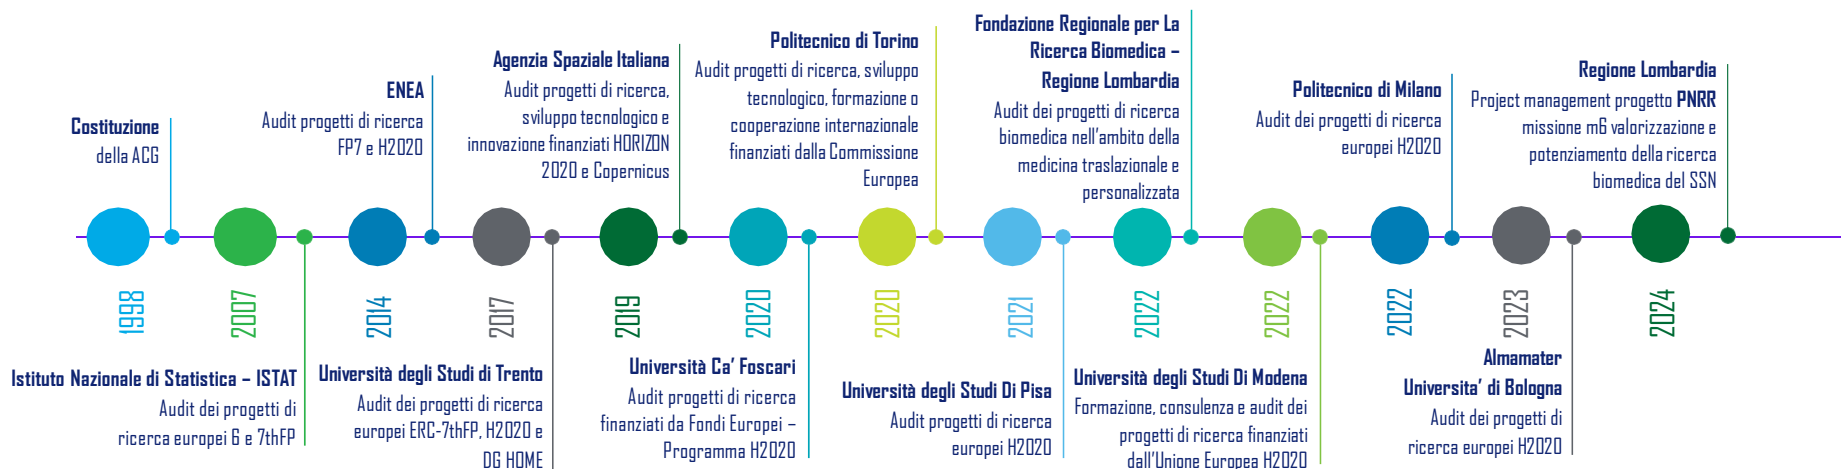 Costituzione
della ACG
1998
Istituto Nazionale di Statistica – ISTAT
Audit dei progetti di
ricerca europei 6 e 7thFP
2007
ENEA
Audit progetti di ricerca
FP7 e H2020
2014
Università degli Studi di Trento
Audit dei progetti di ricerca
europei ERC-7thFP, H2020 e
DG HOME
2017
Agenzia Spaziale Italiana
Audit progetti di ricerca,
sviluppo tecnologico e
innovazione finanziati HORIZON
2020 e Copernicus
2019
Università Ca' Foscari
Audit progetti di ricerca
finanziati da Fondi Europei –
Programma H2020
2020
Politecnico di Torino
Audit progetti di ricerca, sviluppo
tecnologico, formazione o
cooperazione internazionale
finanziati dalla Commissione
Europea
2020
Università degli Studi Di Pisa
Audit progetti di ricerca
europei H2020
2021
Fondazione Regionale per La
Ricerca Biomedica –
Regione Lombardia
Audit dei progetti di ricerca
biomedica nell'ambito della
medicina traslazionale e
personalizzata
2022
Università degli Studi Di Modena
Formazione, consulenza e audit dei
progetti di ricerca finanziati
dall'Unione Europea H2020
2022
Politecnico di Milano
Audit dei progetti di ricerca
europei H2020
2022
Almamater
Universita' di Bologna
Audit dei progetti di
ricerca europei H2020
2023
Regione Lombardia
Project management progetto PNRR
missione m6 valorizzazione e
potenziamento della ricerca
biomedica del SSN
2024